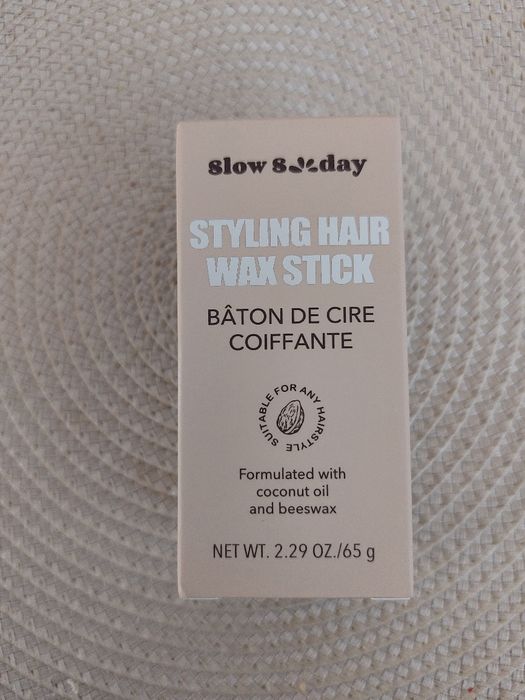 Slow Sunday
STYLING HAIR
WAX STICK
BÂTON DE CIRE
COIFFANTE
SUITABLE FOR ANY HAIRSTYLE
Formulated with
coconut oil
and beeswax
NET WT. 2.29 OZ./65 g